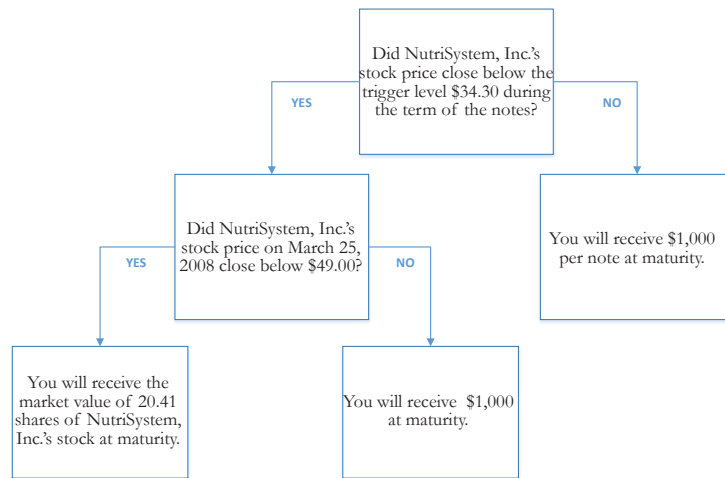 Did NutriSystem, Inc.'s
stock price close below the
trigger level $34.30 during
the term of the notes?
YES
NO
Did NutriSystem, Inc.'s
stock price on March 25,
2008 close below $49.00?
You will receive $1,000
per note at maturity.
YES
NO
You will receive the
market value of 20.41
shares of NutriSystem,
Inc.'s stock at maturity.
You will receive $1,000
at maturity.